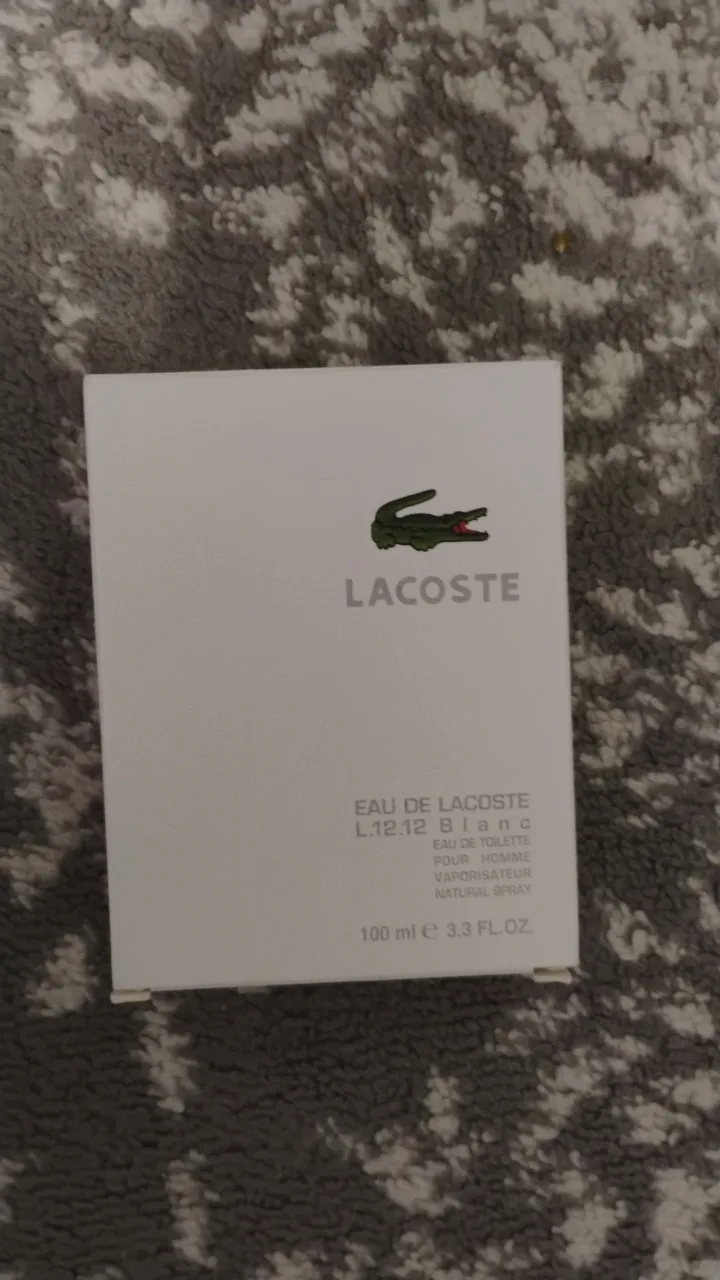 LACOSTE
EAU DE LACOSTE
L.12.12 Blanc
EAU DE TOILETTE
POUR HOMME
VAPORISATEUR
NATURAL SPRAY
100 ml ℮ 3.3 FL.OZ.